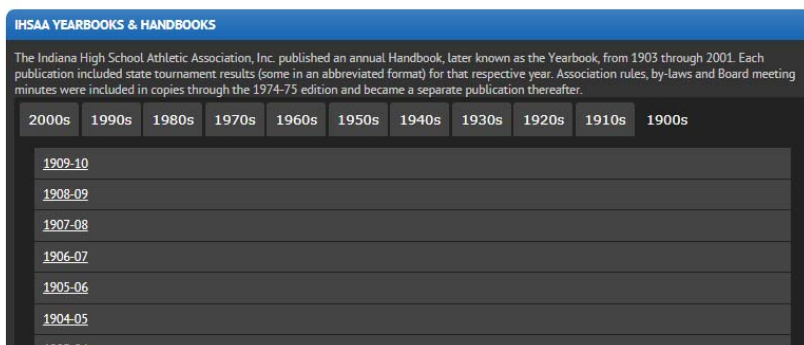 IHSAA YEARBOOKS & HANDBOOKS
The Indiana High School Athletic Association, Inc. published an annual Handbook, later known as the Yearbook, from 1903 through 2001. Each
publication included state tournament results (some in an abbreviated format) for that respective year. Association rules, by-laws and Board meeting
minutes were included in copies through the 1974-75 edition and became a separate publication thereafter.
2000s 1990s 1980s 1970s 1960s 1950s 1940s 1930s 1920s 1910s 1900s
1909-10
1908-09
1907-08
1906-07
1905-06
1904-05